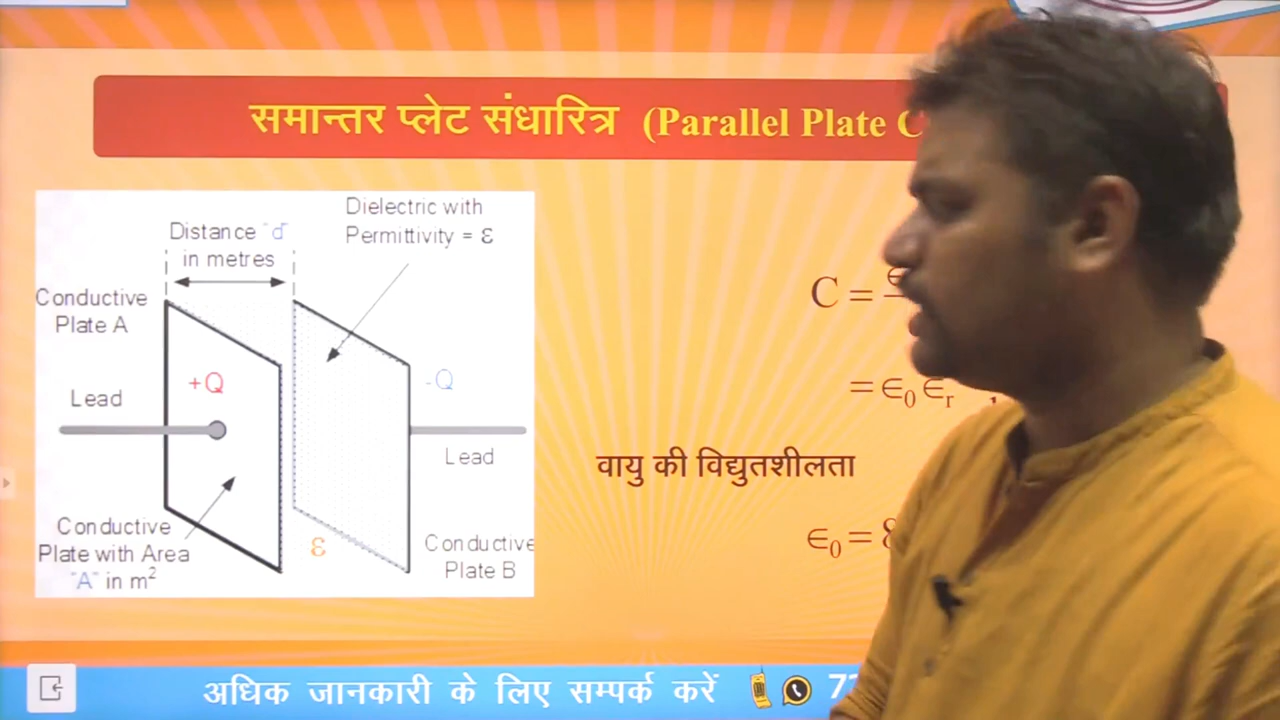 समान्तर प्लेट संधारित्र (Parallel Plate
Distance "d"
in metres
Dielectric with
Permittivity = ε
Conductive
Plate A
+Q
-Q
Lead
Lead
Conductive
Plate with Area
"A" in m²
ε
Conductive
Plate B
C =
= ∈₀ ∈ᵣ
वायु की विद्युतशीलता
∈₀ =
अधिक जानकारी के लिए सम्पर्क करें